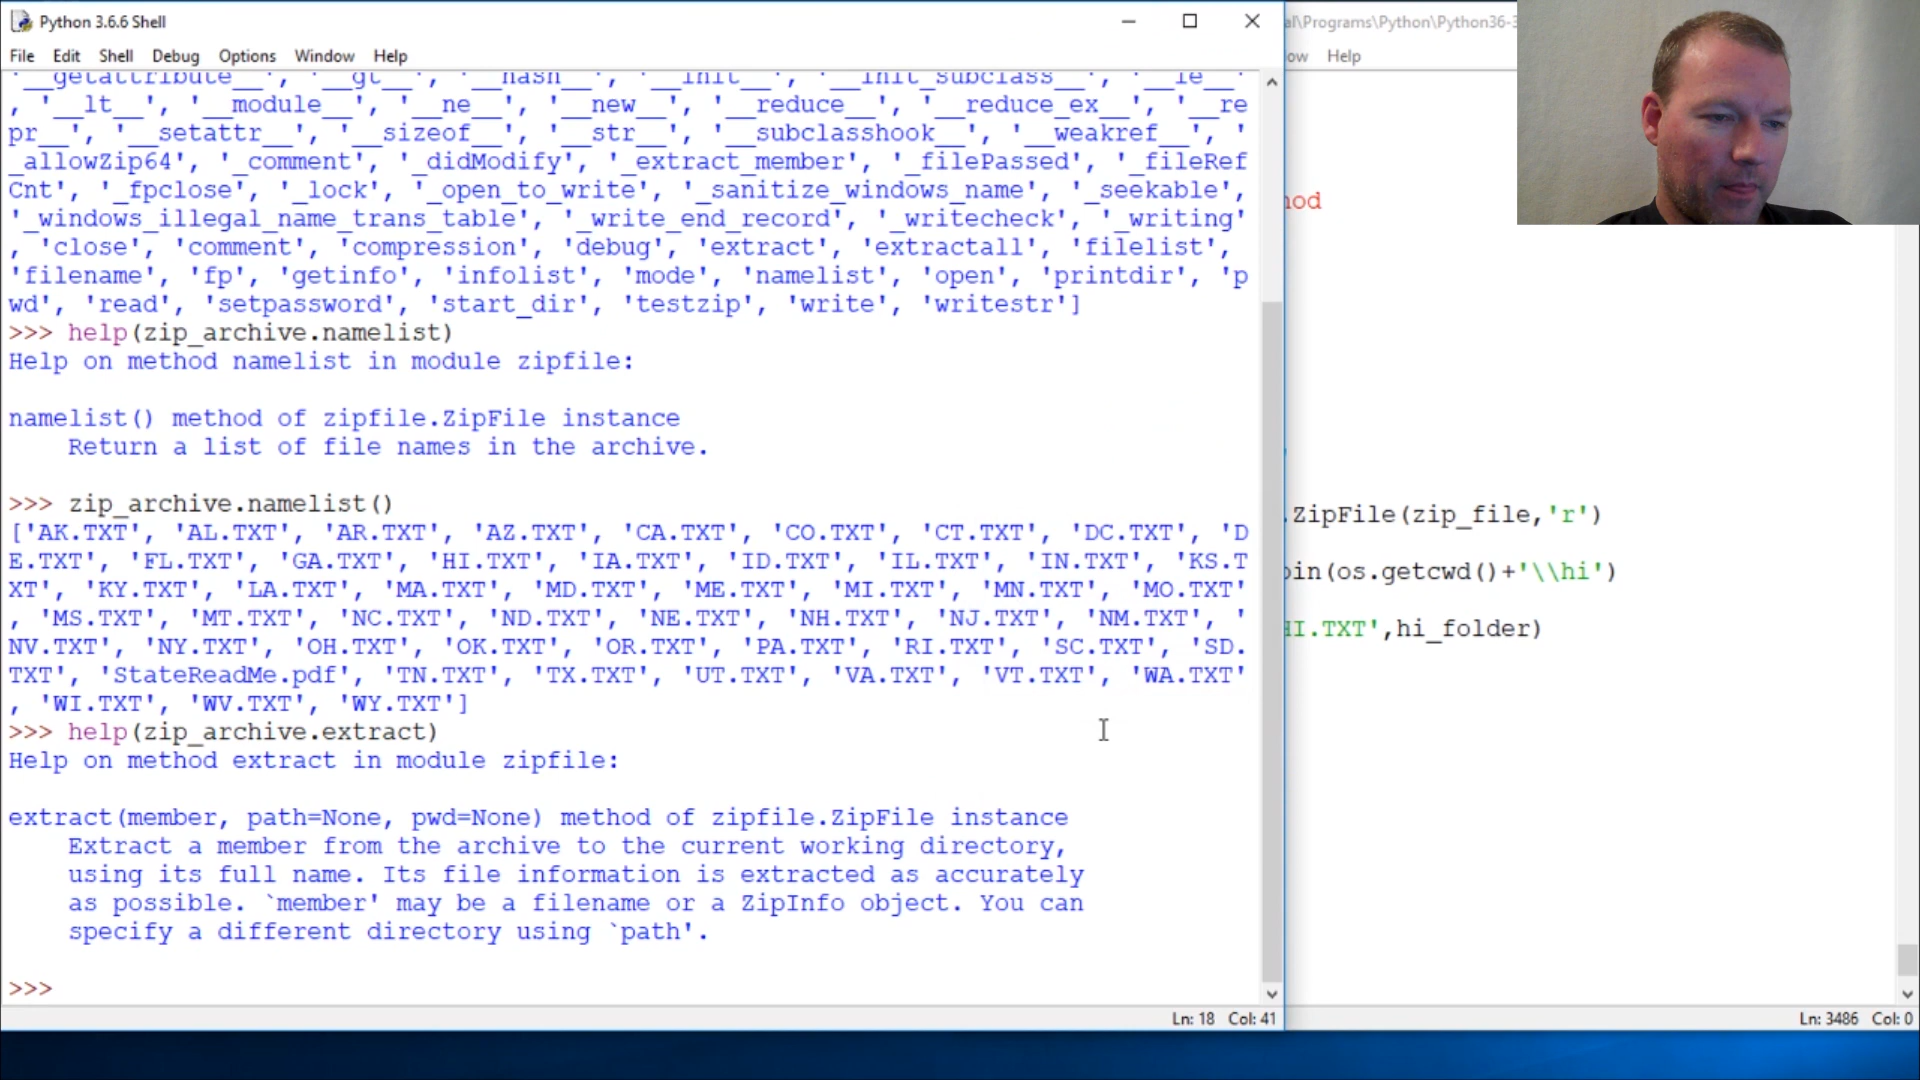 Python 3.6.6 Shell
File Edit Shell Debug Options Window Help
'__getattribute__', '__gt__', '__hash__', '__init__', '__init_subclass__', '__le__'
, '__lt__', '__module__', '__ne__', '__new__', '__reduce__', '__reduce_ex__', '__re
pr__', '__setattr__', '__sizeof__', '__str__', '__subclasshook__', '__weakref__', '
_allowZip64', '_comment', '_didModify', '_extract_member', '_filePassed', '_fileRef
Cnt', '_fpclose', '_lock', '_open_to_write', '_sanitize_windows_name', '_seekable',
'_windows_illegal_name_trans_table', '_write_end_record', '_writecheck', '_writing'
, 'close', 'comment', 'compression', 'debug', 'extract', 'extractall', 'filelist',
'filename', 'fp', 'getinfo', 'infolist', 'mode', 'namelist', 'open', 'printdir', 'p
wd', 'read', 'setpassword', 'start_dir', 'testzip', 'write', 'writestr']
>>> help(zip_archive.namelist)
Help on method namelist in module zipfile:
namelist() method of zipfile.ZipFile instance
Return a list of file names in the archive.
>>> zip_archive.namelist()
['AK.TXT', 'AL.TXT', 'AR.TXT', 'AZ.TXT', 'CA.TXT', 'CO.TXT', 'CT.TXT', 'DC.TXT', 'D
E.TXT', 'FL.TXT', 'GA.TXT', 'HI.TXT', 'IA.TXT', 'ID.TXT', 'IL.TXT', 'IN.TXT', 'KS.T
XT', 'KY.TXT', 'LA.TXT', 'MA.TXT', 'MD.TXT', 'ME.TXT', 'MI.TXT', 'MN.TXT', 'MO.TXT'
, 'MS.TXT', 'MT.TXT', 'NC.TXT', 'ND.TXT', 'NE.TXT', 'NH.TXT', 'NJ.TXT', 'NM.TXT', '
NV.TXT', 'NY.TXT', 'OH.TXT', 'OK.TXT', 'OR.TXT', 'PA.TXT', 'RI.TXT', 'SC.TXT', 'SD.
TXT', 'StateReadMe.pdf', 'TN.TXT', 'TX.TXT', 'UT.TXT', 'VA.TXT', 'VT.TXT', 'WA.TXT'
, 'WI.TXT', 'WV.TXT', 'WY.TXT']
>>> help(zip_archive.extract)
Help on method extract in module zipfile:
extract(member, path=None, pwd=None) method of zipfile.ZipFile instance
Extract a member from the archive to the current working directory,
using its full name. Its file information is extracted as accurately
as possible. `member' may be a filename or a ZipInfo object. You can
specify a different directory using `path'.
>>>
Ln: 18 Col: 41
al\Programs\Python\Python36-3
ow Help
hod
.ZipFile(zip_file,'r')
oin(os.getcwd()+'\\hi')
HI.TXT',hi_folder)
Ln: 3486 Col: 0